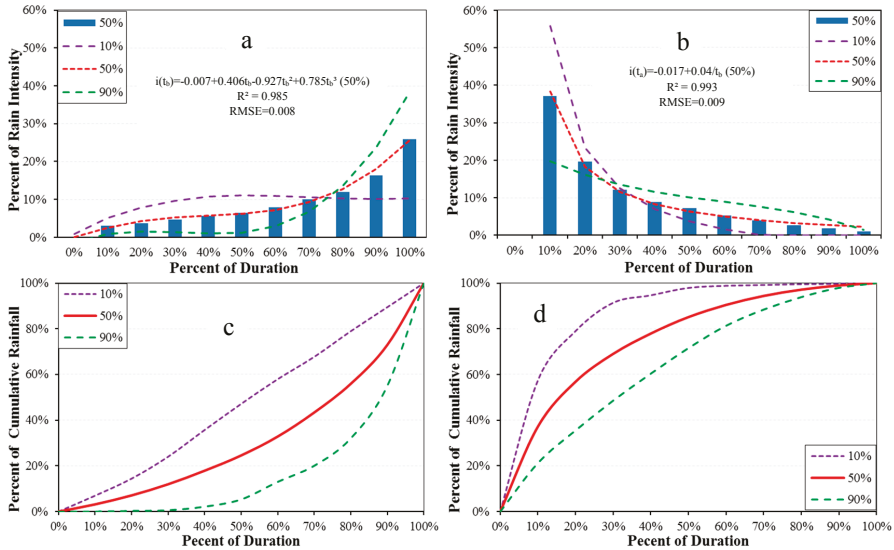 a
50%
10%
50%
90%
i(tb)=-0.007+0.406tb-0.927tb²+0.785tb³ (50%)
R² = 0.985
RMSE=0.008
60%
50%
40%
30%
20%
10%
0%
Percent of Rain Intensity
0% 10% 20% 30% 40% 50% 60% 70% 80% 90% 100%
Percent of Duration
b
50%
10%
50%
90%
i(ta)=-0.017+0.04/tb (50%)
R² = 0.993
RMSE=0.009
60%
50%
40%
30%
20%
10%
0%
Percent of Rain Intensity
0% 10% 20% 30% 40% 50% 60% 70% 80% 90% 100%
Percent of Duration
c
10%
50%
90%
100%
80%
60%
40%
20%
0%
Percent of Cumulative Rainfall
0% 10% 20% 30% 40% 50% 60% 70% 80% 90% 100%
Pecent of Duration
d
100%
80%
60%
40%
20%
0%
Percent of Cumulative Rainfall
10%
50%
90%
0% 10% 20% 30% 40% 50% 60% 70% 80% 90% 100%
Pecent of Duration